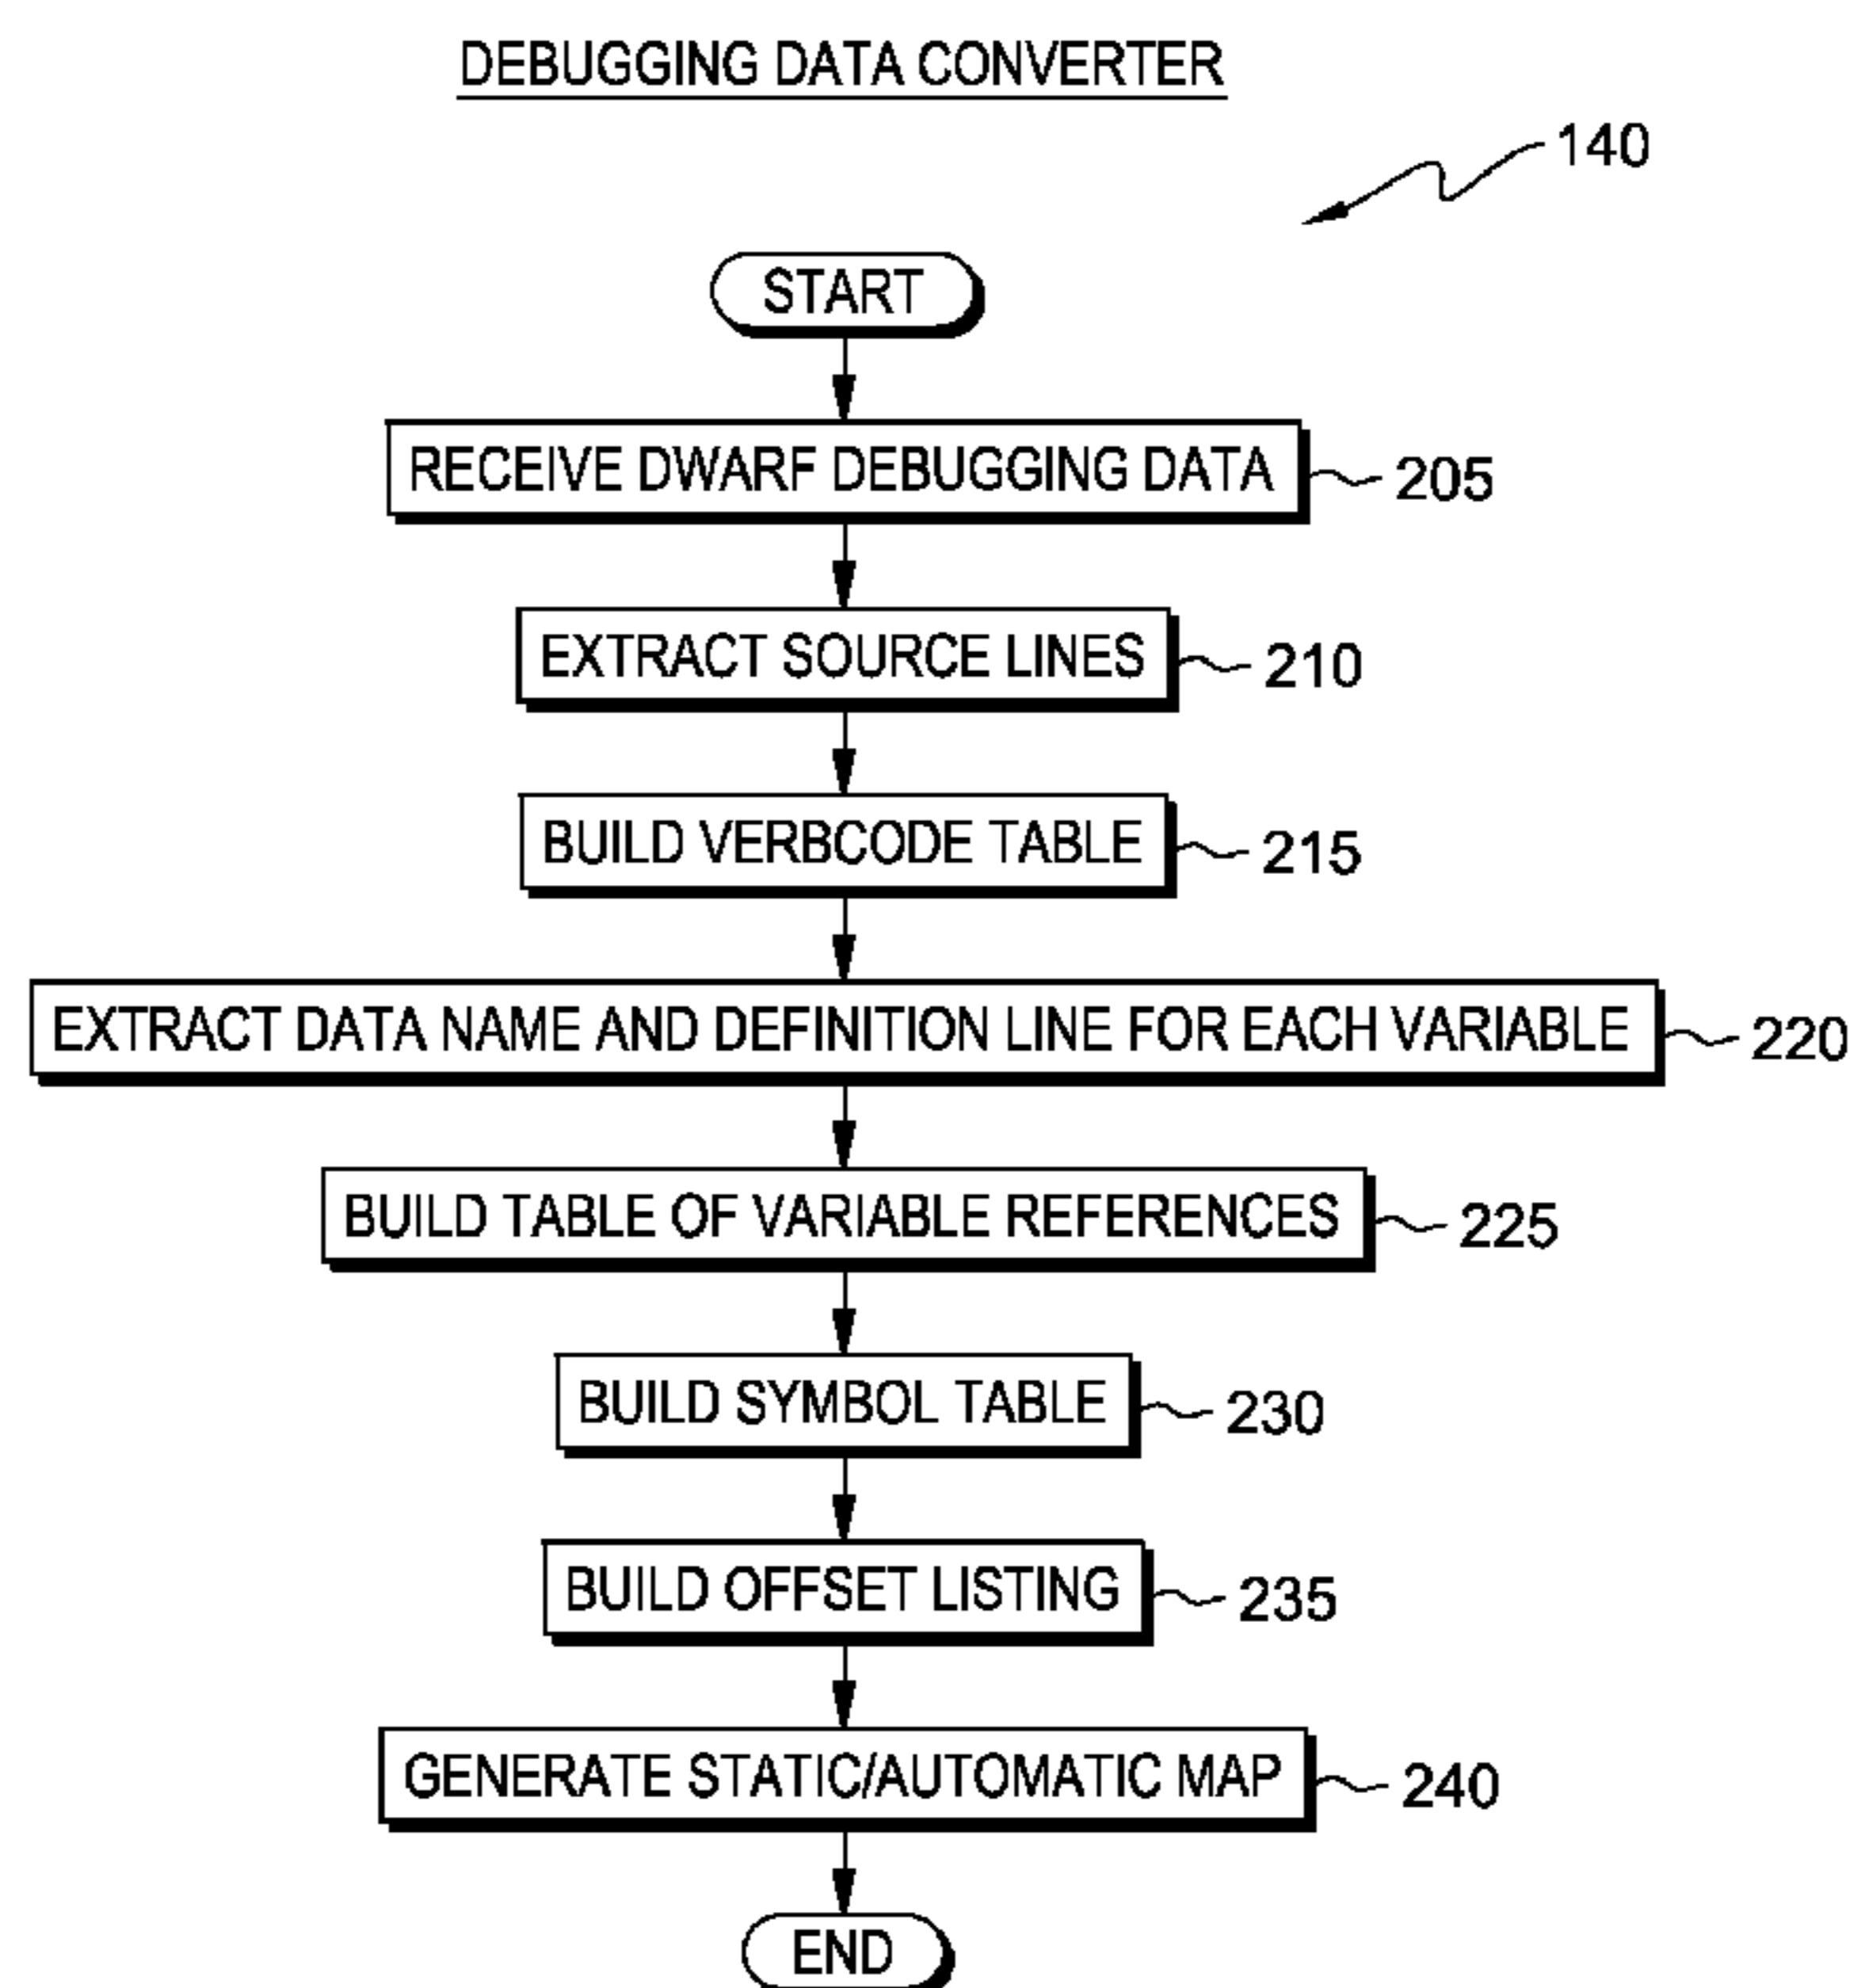 DEBUGGING DATA CONVERTER
140
START
RECEIVE DWARF DEBUGGING DATA 205
EXTRACT SOURCE LINES 210
BUILD VERBCODE TABLE 215
EXTRACT DATA NAME AND DEFINITION LINE FOR EACH VARIABLE 220
BUILD TABLE OF VARIABLE REFERENCES 225
BUILD SYMBOL TABLE 230
BUILD OFFSET LISTING 235
GENERATE STATIC/AUTOMATIC MAP 240
END